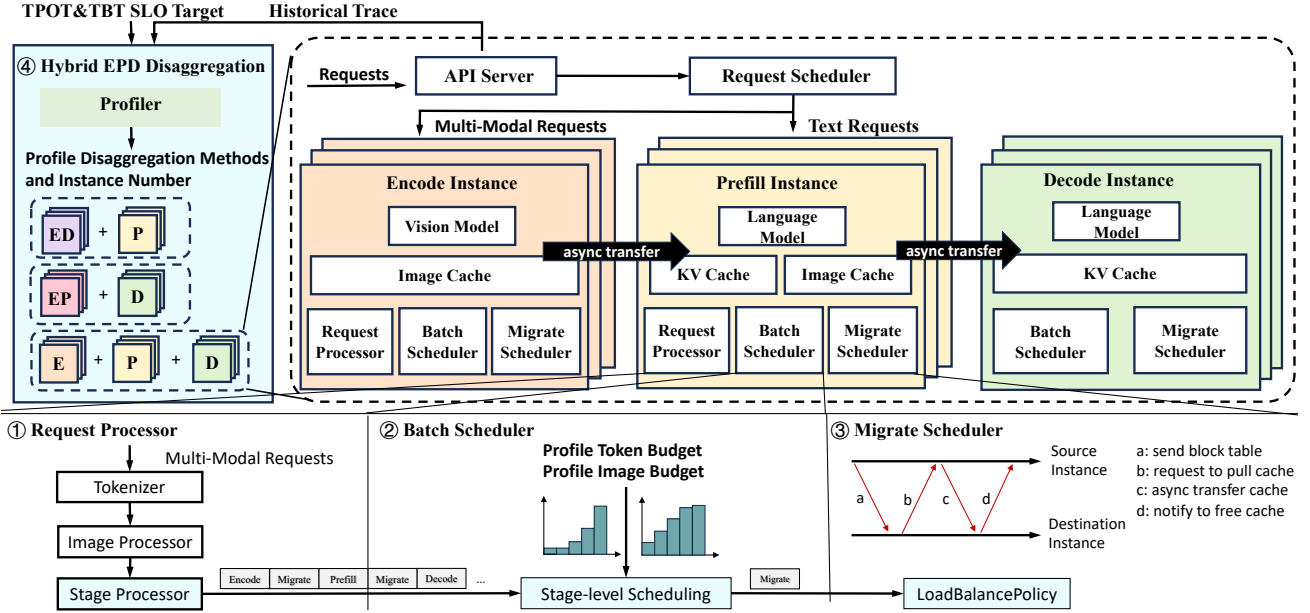 TPOT&TBT SLO Target
Historical Trace
④ Hybrid EPD Disaggregation
Profiler
Profile Disaggregation Methods
and Instance Number
ED + P
EP + D
E + P + D
Requests
API Server
Request Scheduler
Multi-Modal Requests
Text Requests
Encode Instance
Vision Model
Image Cache
Request
Processor
Batch
Scheduler
Migrate
Scheduler
async transfer
Prefill Instance
Language
Model
KV Cache
Image Cache
Request
Processor
Batch
Scheduler
Migrate
Scheduler
async transfer
Decode Instance
Language
Model
KV Cache
Batch
Scheduler
Migrate
Scheduler
① Request Processor
Multi-Modal Requests
Tokenizer
Image Processor
Stage Processor
Encode Migrate Prefill Migrate Decode ...
② Batch Scheduler
Profile Token Budget
Profile Image Budget
Stage-level Scheduling
Migrate
③ Migrate Scheduler
Source
Instance
a b c d
Destination
Instance
a: send block table
b: request to pull cache
c: async transfer cache
d: notify to free cache
LoadBalancePolicy